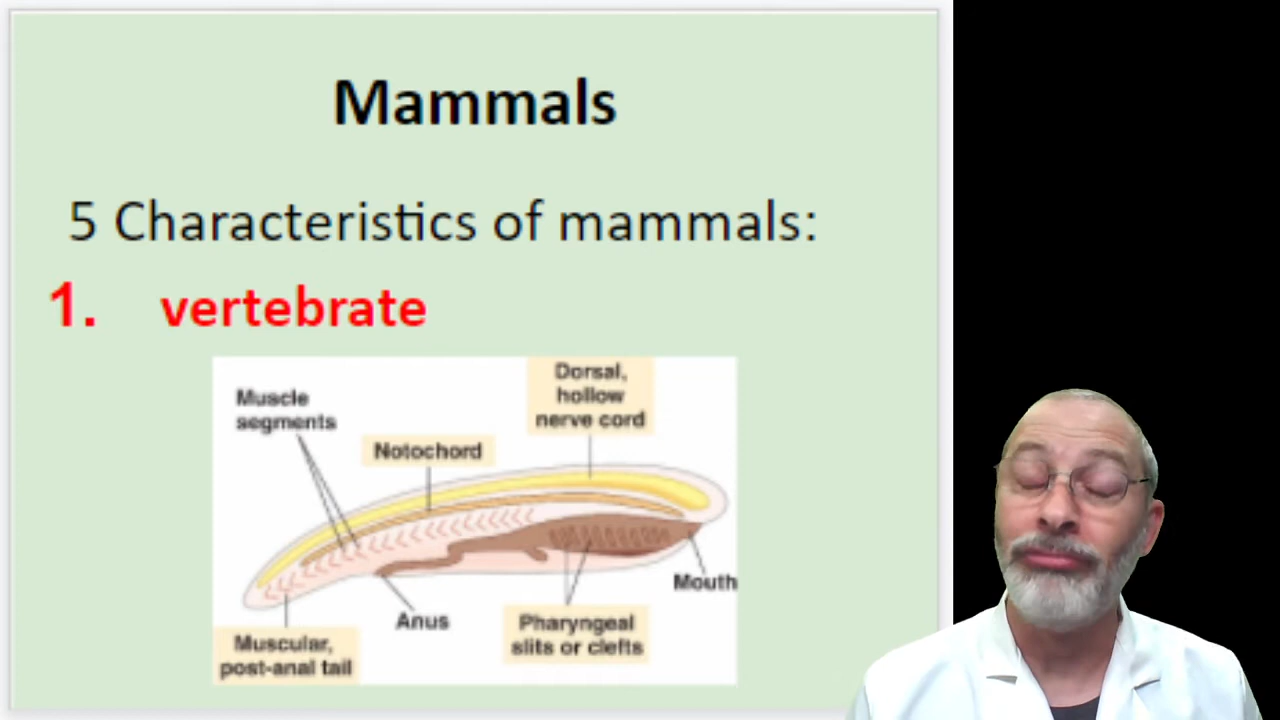 Mammals
5 Characteristics of mammals:
1. vertebrate
Dorsal,
hollow
nerve cord
Muscle
segments
Notochord
Mouth
Anus
Pharyngeal
slits or clefts
Muscular,
post-anal tail